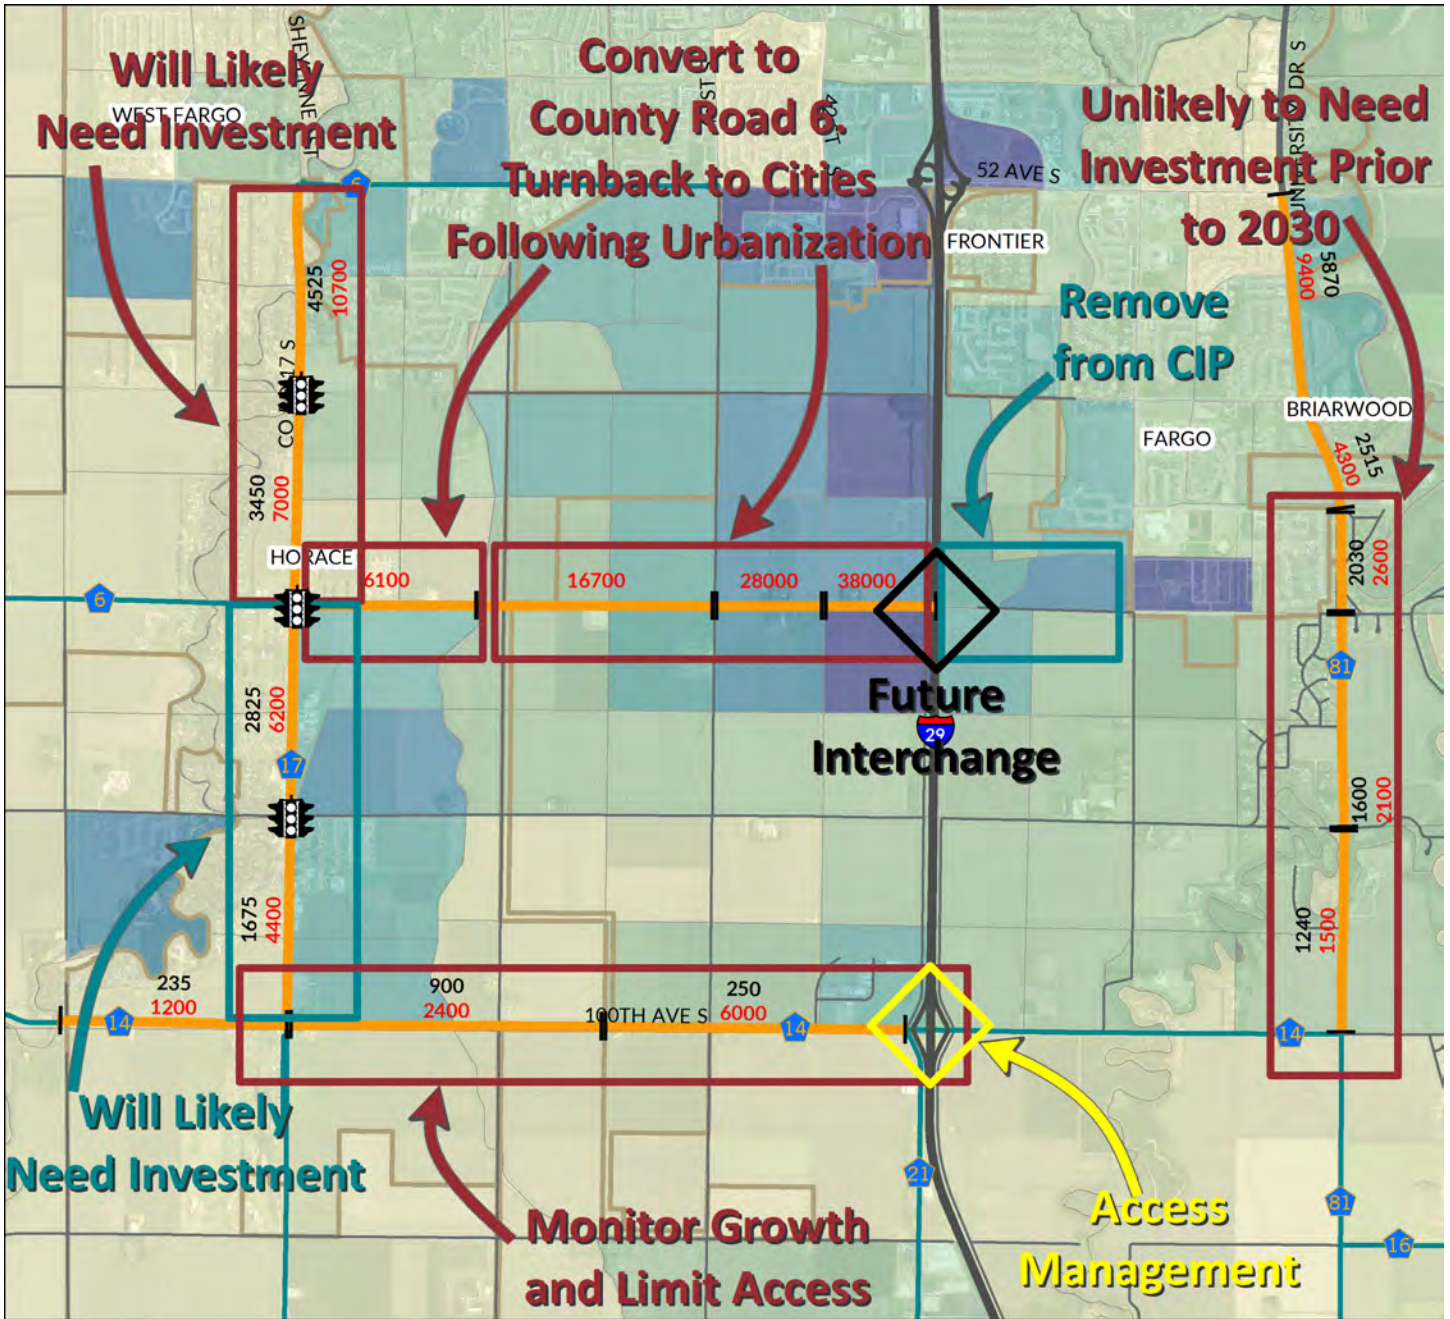 Will Likely
Need Investment
WEST FARGO
Convert to
County Road 6.
Turnback to Cities
Following Urbanization
Unlikely to Need
Investment Prior
to 2030
52 AVE S
FRONTIER
6
4525
10700
9400
5870
Remove
from CIP
BRIARWOOD
FARGO
2515
4300
3450
7000
HORACE
6
6100
16700
28000
38000
2030
2600
81
2825
6200
17
Future
Interchange
29
1600
2100
1675
4400
1240
1500
235
1200
14
900
2400
100TH AVE S
250
6000
14
14
Will Likely
Need Investment
21
81
16
Monitor Growth
and Limit Access
Access
Management